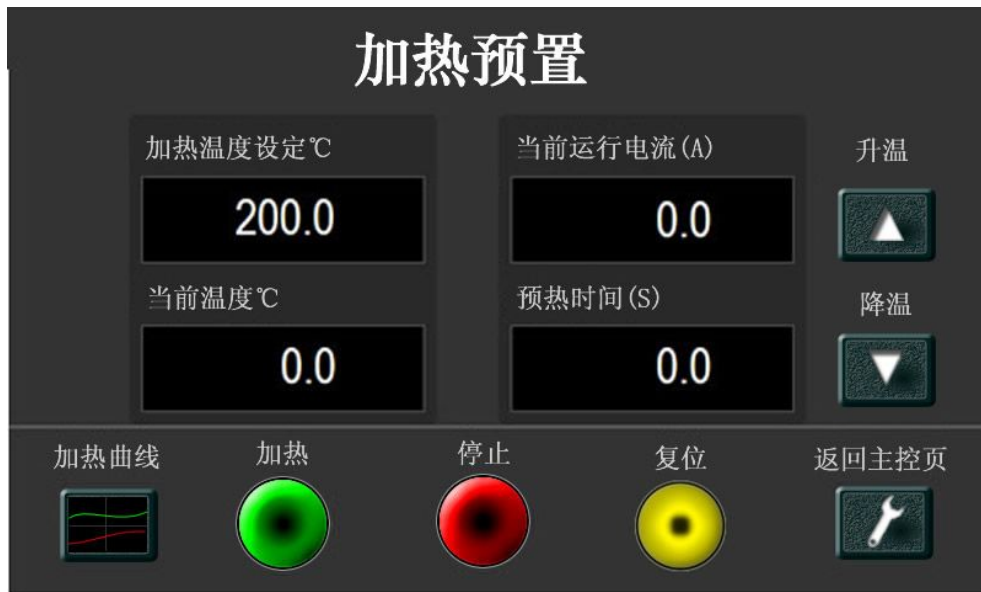 加热预置
加热温度设定℃
200.0
当前运行电流(A)
0.0
升温
当前温度℃
0.0
预热时间(S)
0.0
降温
加热曲线
加热
停止
复位
返回主控页